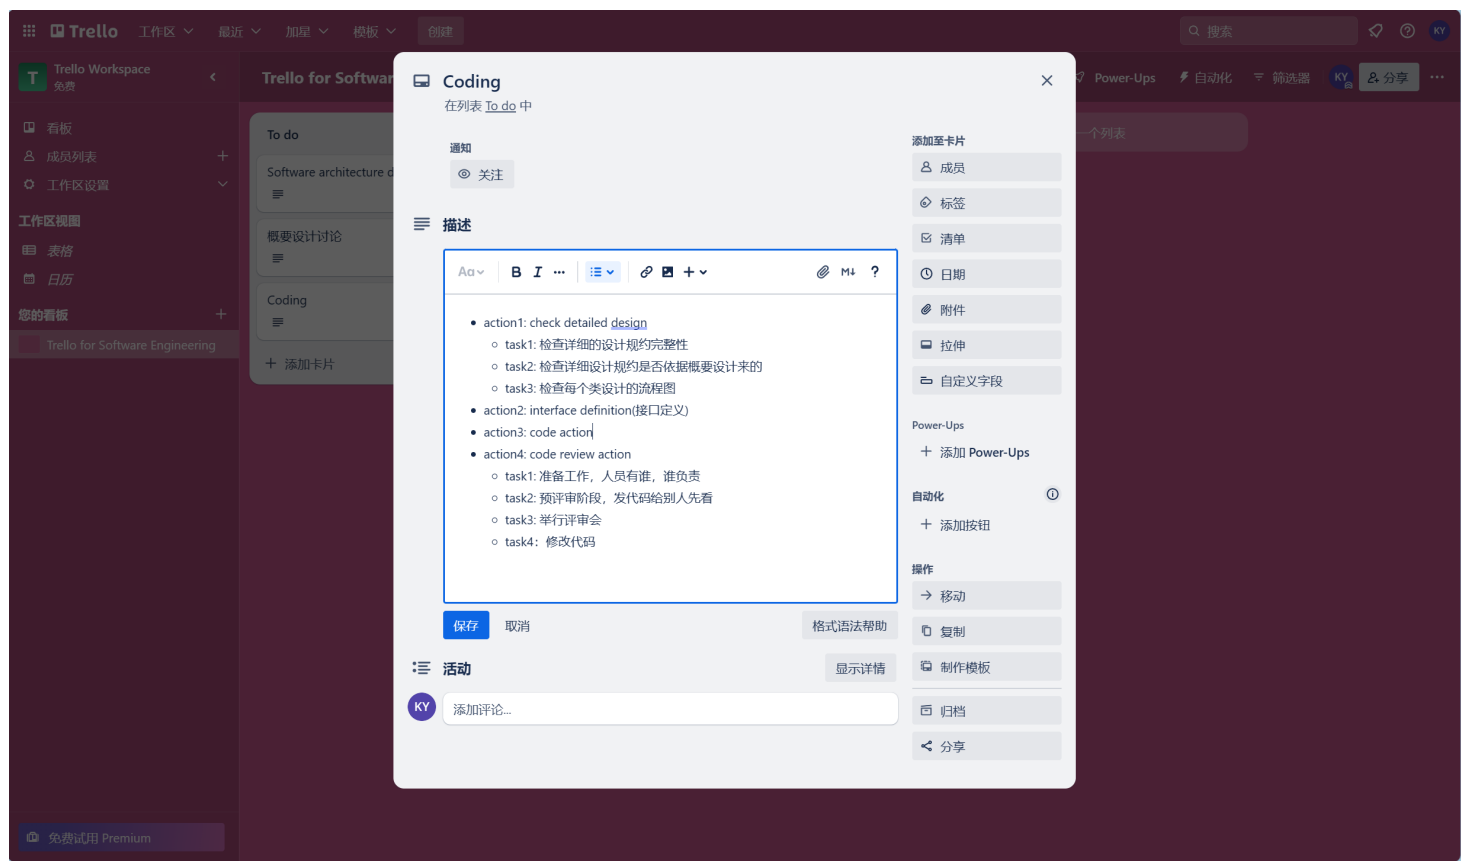 Trello
工作区
最近
加星
模板
创建
搜索
KY
T
Trello Workspace
免费
Trello for Softwar
Power-Ups
自动化
筛选器
KY
分享
看板
成员列表
工作区设置
工作区视图
表格
日历
您的看板
Trello for Software Engineering
免费试用 Premium
To do
Software architecture d
概要设计讨论
Coding
添加卡片
一个列表
Coding
在列表 To do 中
通知
关注
描述
Aa
B
I
M
?
• action1: check detailed design
◦ task1: 检查详细的设计规约完整性
◦ task2: 检查详细设计规约是否依据概要设计来的
◦ task3: 检查每个类设计的流程图
• action2: interface definition(接口定义)
• action3: code action
• action4: code review action
◦ task1: 准备工作，人员有谁，谁负责
◦ task2: 预评审阶段，发代码给别人先看
◦ task3: 举行评审会
◦ task4：修改代码
保存
取消
格式语法帮助
活动
显示详情
KY
添加评论...
添加至卡片
成员
标签
清单
日期
附件
拉伸
自定义字段
Power-Ups
添加 Power-Ups
自动化
添加按钮
操作
移动
复制
制作模板
归档
分享